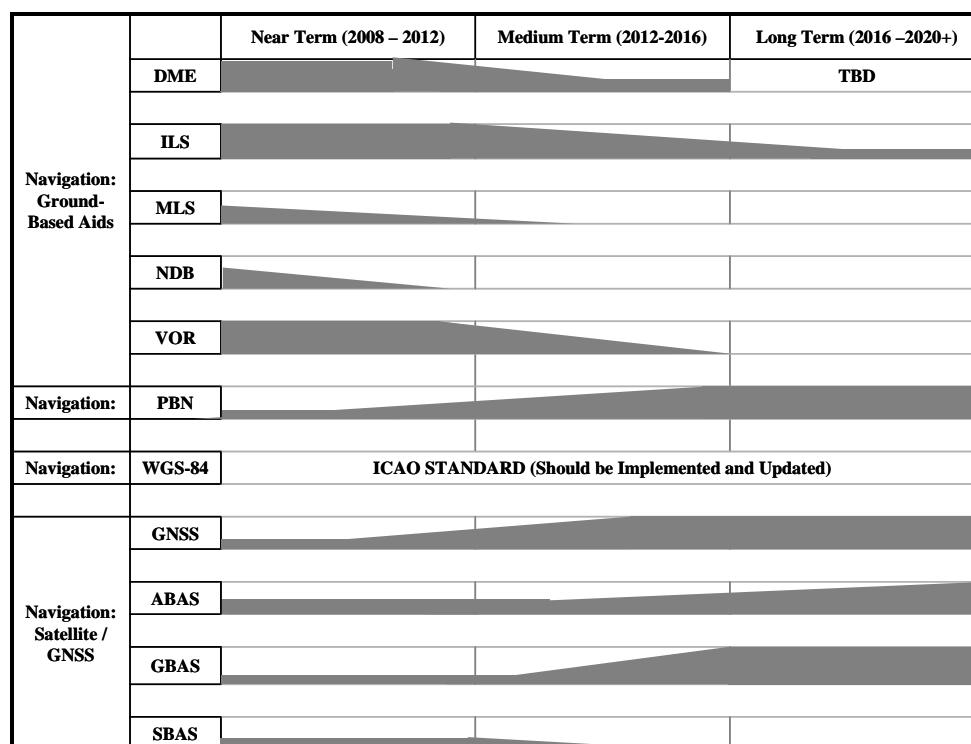 Near Term (2008 – 2012) Medium Term (2012-2016) Long Term (2016 –2020+)
DME TBD
ILS
Navigation:
Ground-
Based Aids
MLS
NDB
VOR
Navigation: PBN
Navigation: WGS-84 ICAO STANDARD (Should be Implemented and Updated)
GNSS
ABAS
Navigation:
Satellite /
GNSS
GBAS
SBAS